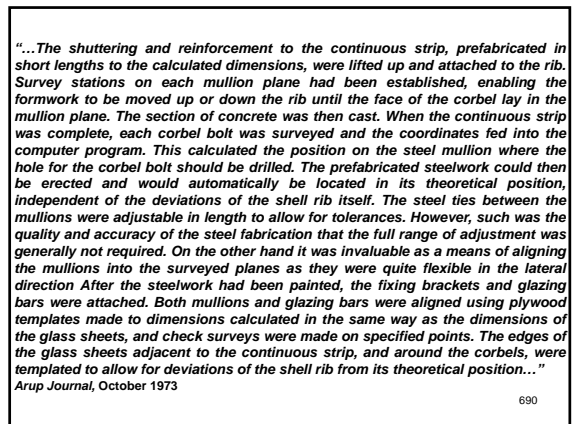 “…The shuttering and reinforcement to the continuous strip, prefabricated in
short lengths to the calculated dimensions, were lifted up and attached to the rib.
Survey stations on each mullion plane had been established, enabling the
formwork to be moved up or down the rib until the face of the corbel lay in the
mullion plane. The section of concrete was then cast. When the continuous strip
was complete, each corbel bolt was surveyed and the coordinates fed into the
computer program. This calculated the position on the steel mullion where the
hole for the corbel bolt should be drilled. The prefabricated steelwork could then
be erected and would automatically be located in its theoretical position,
independent of the deviations of the shell rib itself. The steel ties between the
mullions were adjustable in length to allow for tolerances. However, such was the
quality and accuracy of the steel fabrication that the full range of adjustment was
generally not required. On the other hand it was invaluable as a means of aligning
the mullions into the surveyed planes as they were quite flexible in the lateral
direction After the steelwork had been painted, the fixing brackets and glazing
bars were attached. Both mullions and glazing bars were aligned using plywood
templates made to dimensions calculated in the same way as the dimensions of
the glass sheets, and check surveys were made on specified points. The edges of
the glass sheets adjacent to the continuous strip, and around the corbels, were
templated to allow for deviations of the shell rib from its theoretical position…”
Arup Journal, October 1973
690